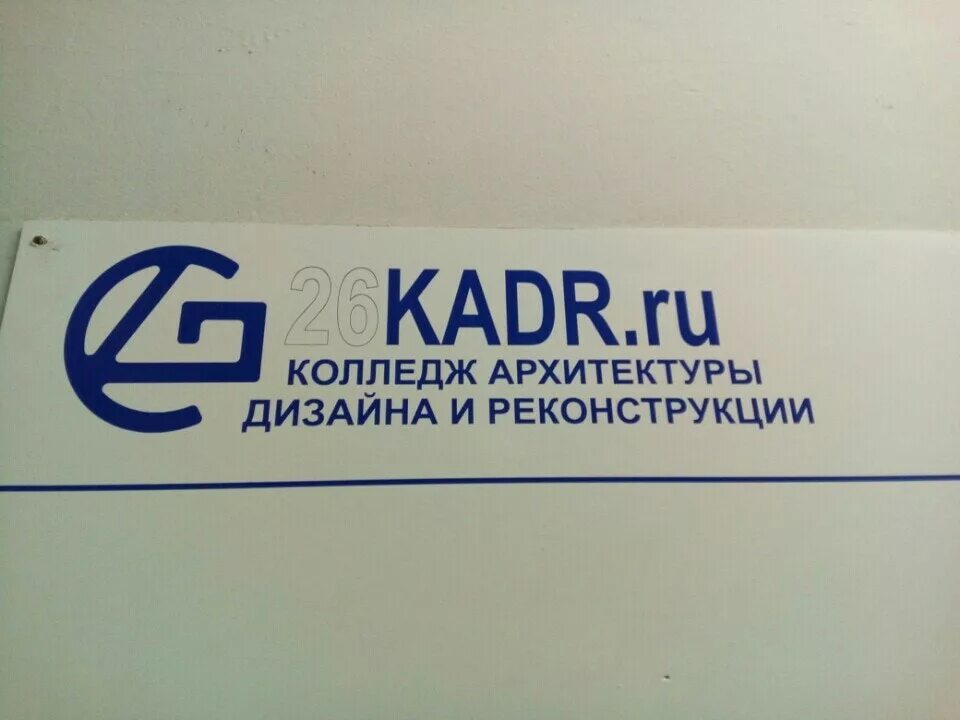 26KADR.ru
КОЛЛЕДЖ АРХИТЕКТУРЫ
ДИЗАЙНА И РЕКОНСТРУКЦИИ